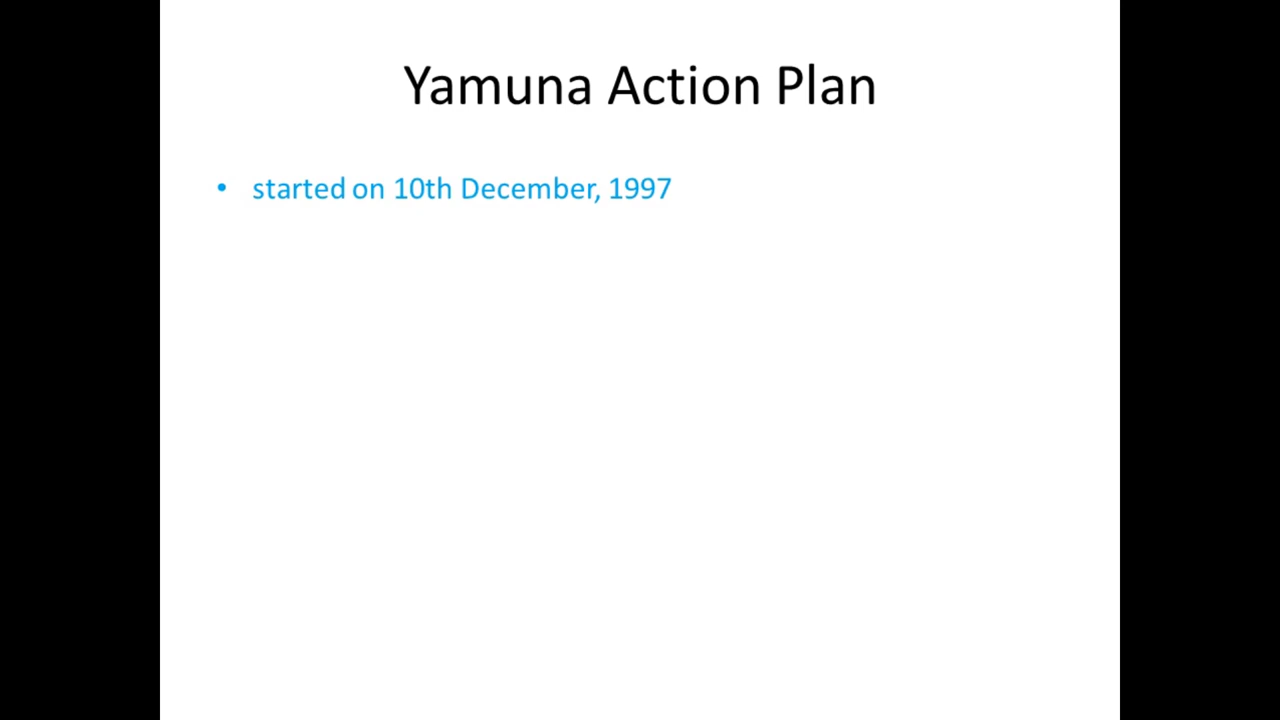 Yamuna Action Plan
• started on 10th December, 1997